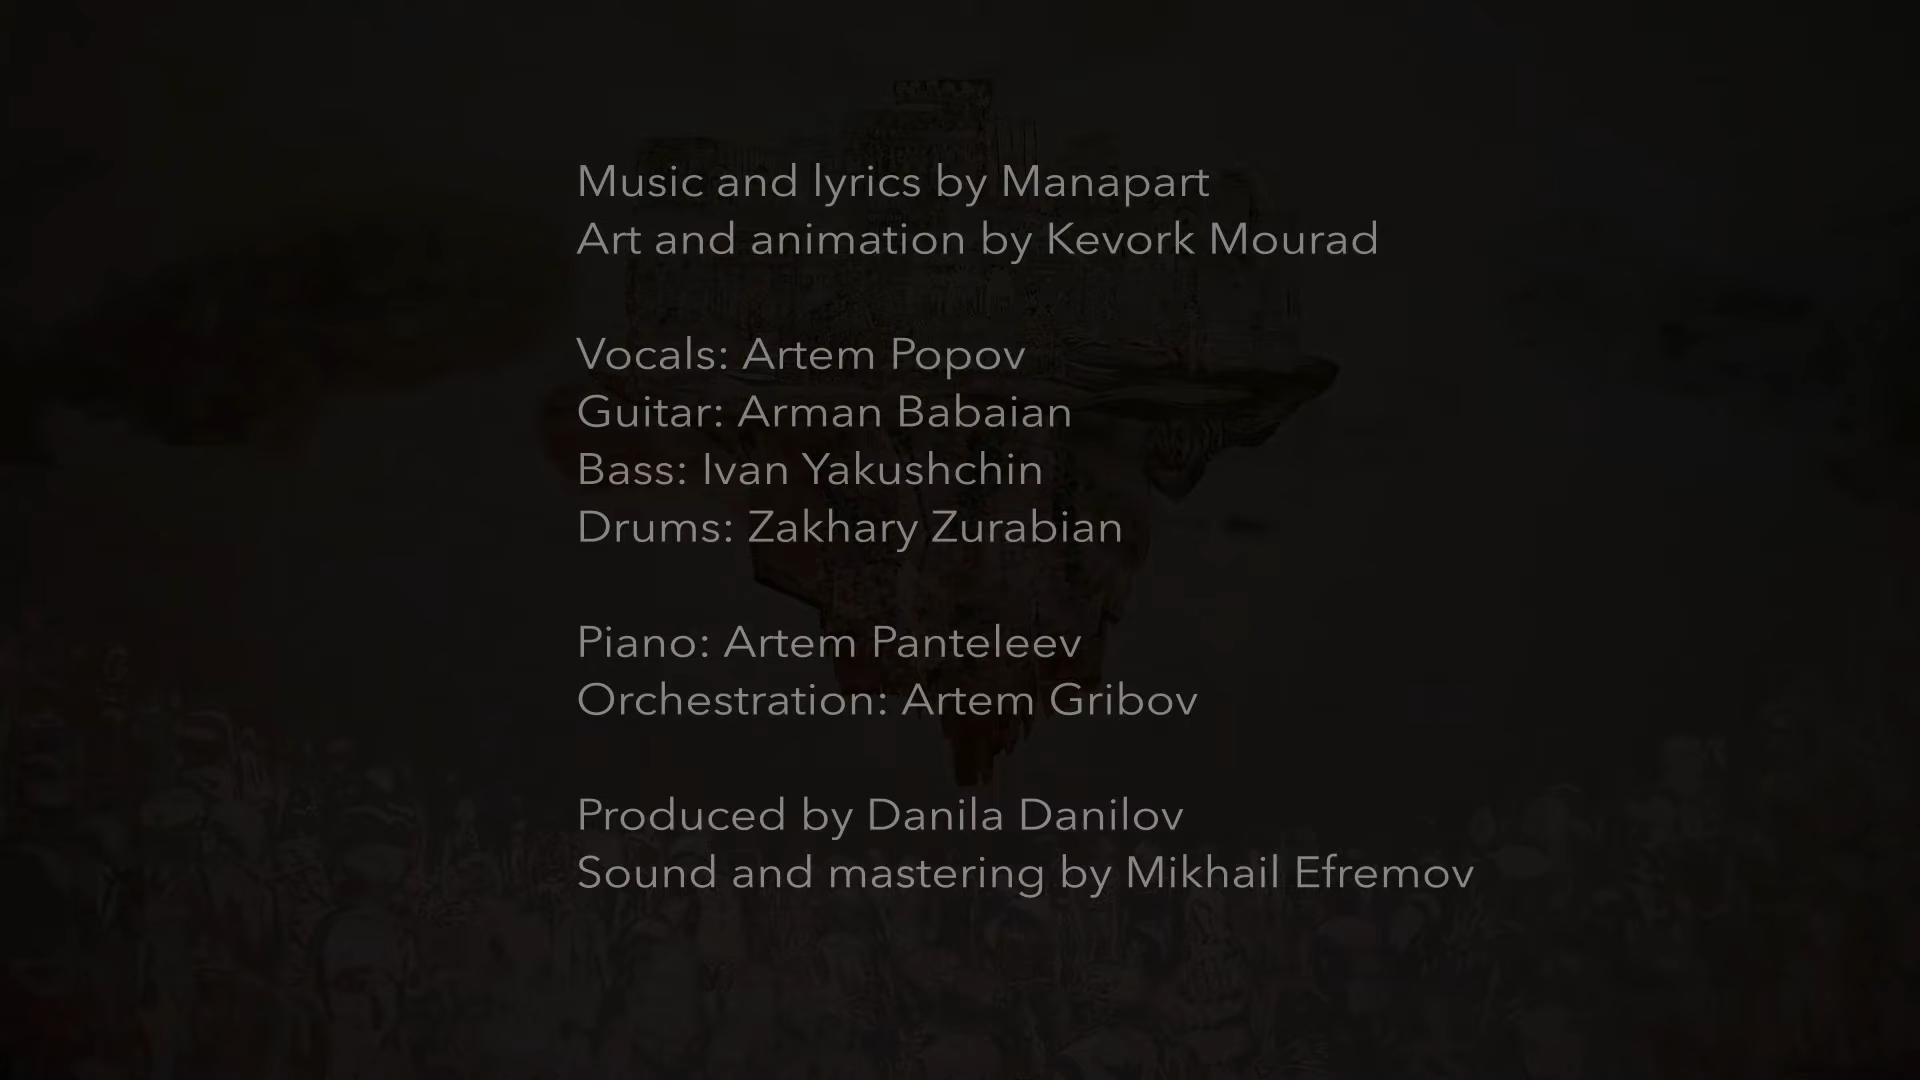 Music and lyrics by Manapart
Art and animation by Kevork Mourad
Vocals: Artem Popov
Guitar: Arman Babaian
Bass: Ivan Yakushchin
Drums: Zakhary Zurabian
Piano: Artem Panteleev
Orchestration: Artem Gribov
Produced by Danila Danilov
Sound and mastering by Mikhail Efremov